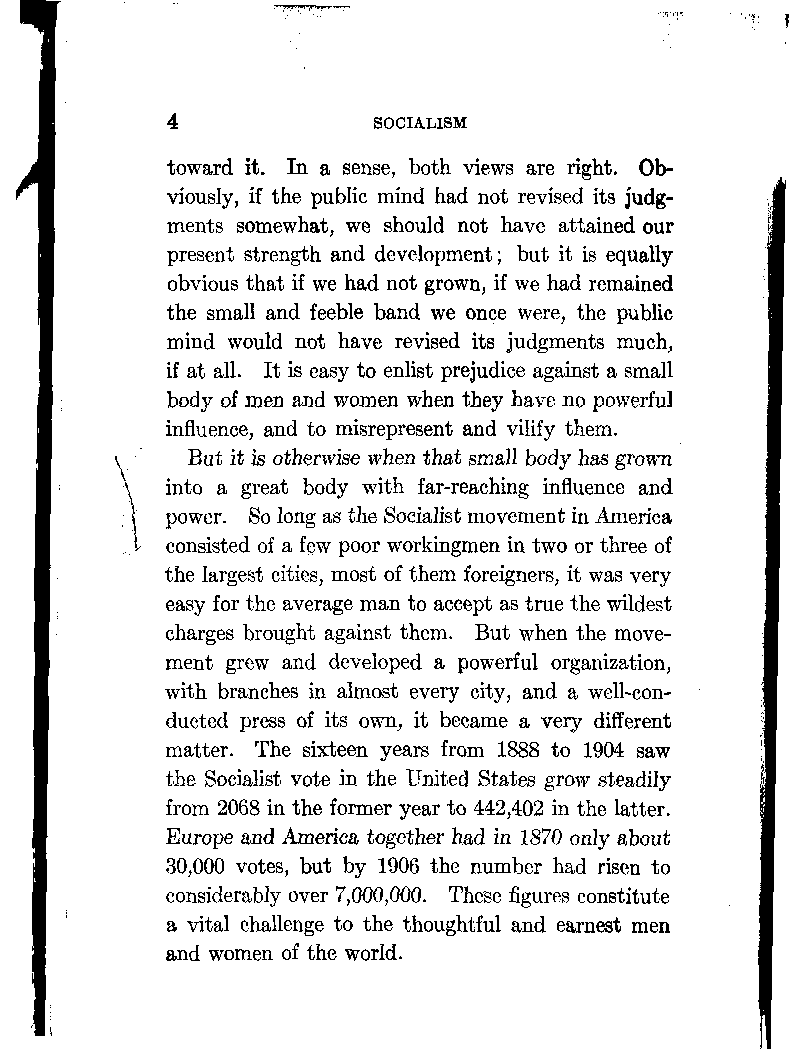 4 SOCIALISM
toward it. In a sense, both views are right. Ob-
viously, if the public mind had not revised its judg-
ments somewhat, we should not have attained our
present strength and development; but it is equally
obvious that if we had not grown, if we had remained
the small and feeble band we once were, the public
mind would not have revised its judgments much,
if at all. It is easy to enlist prejudice against a small
body of men and women when they have no powerful
influence, and to misrepresent and vilify them.
But it is otherwise when that small body has grown
into a great body with far-reaching influence and
power. So long as the Socialist movement in America
consisted of a few poor workingmen in two or three of
the largest cities, most of them foreigners, it was very
easy for the average man to accept as true the wildest
charges brought against them. But when the move-
ment grew and developed a powerful organization,
with branches in almost every city, and a well-con-
ducted press of its own, it became a very different
matter. The sixteen years from 1888 to 1904 saw
the Socialist vote in the United States grow steadily
from 2068 in the former year to 442,402 in the latter.
Europe and America together had in 1870 only about
30,000 votes, but by 1906 the number had risen to
considerably over 7,000,000. These figures constitute
a vital challenge to the thoughtful and earnest men
and women of the world.